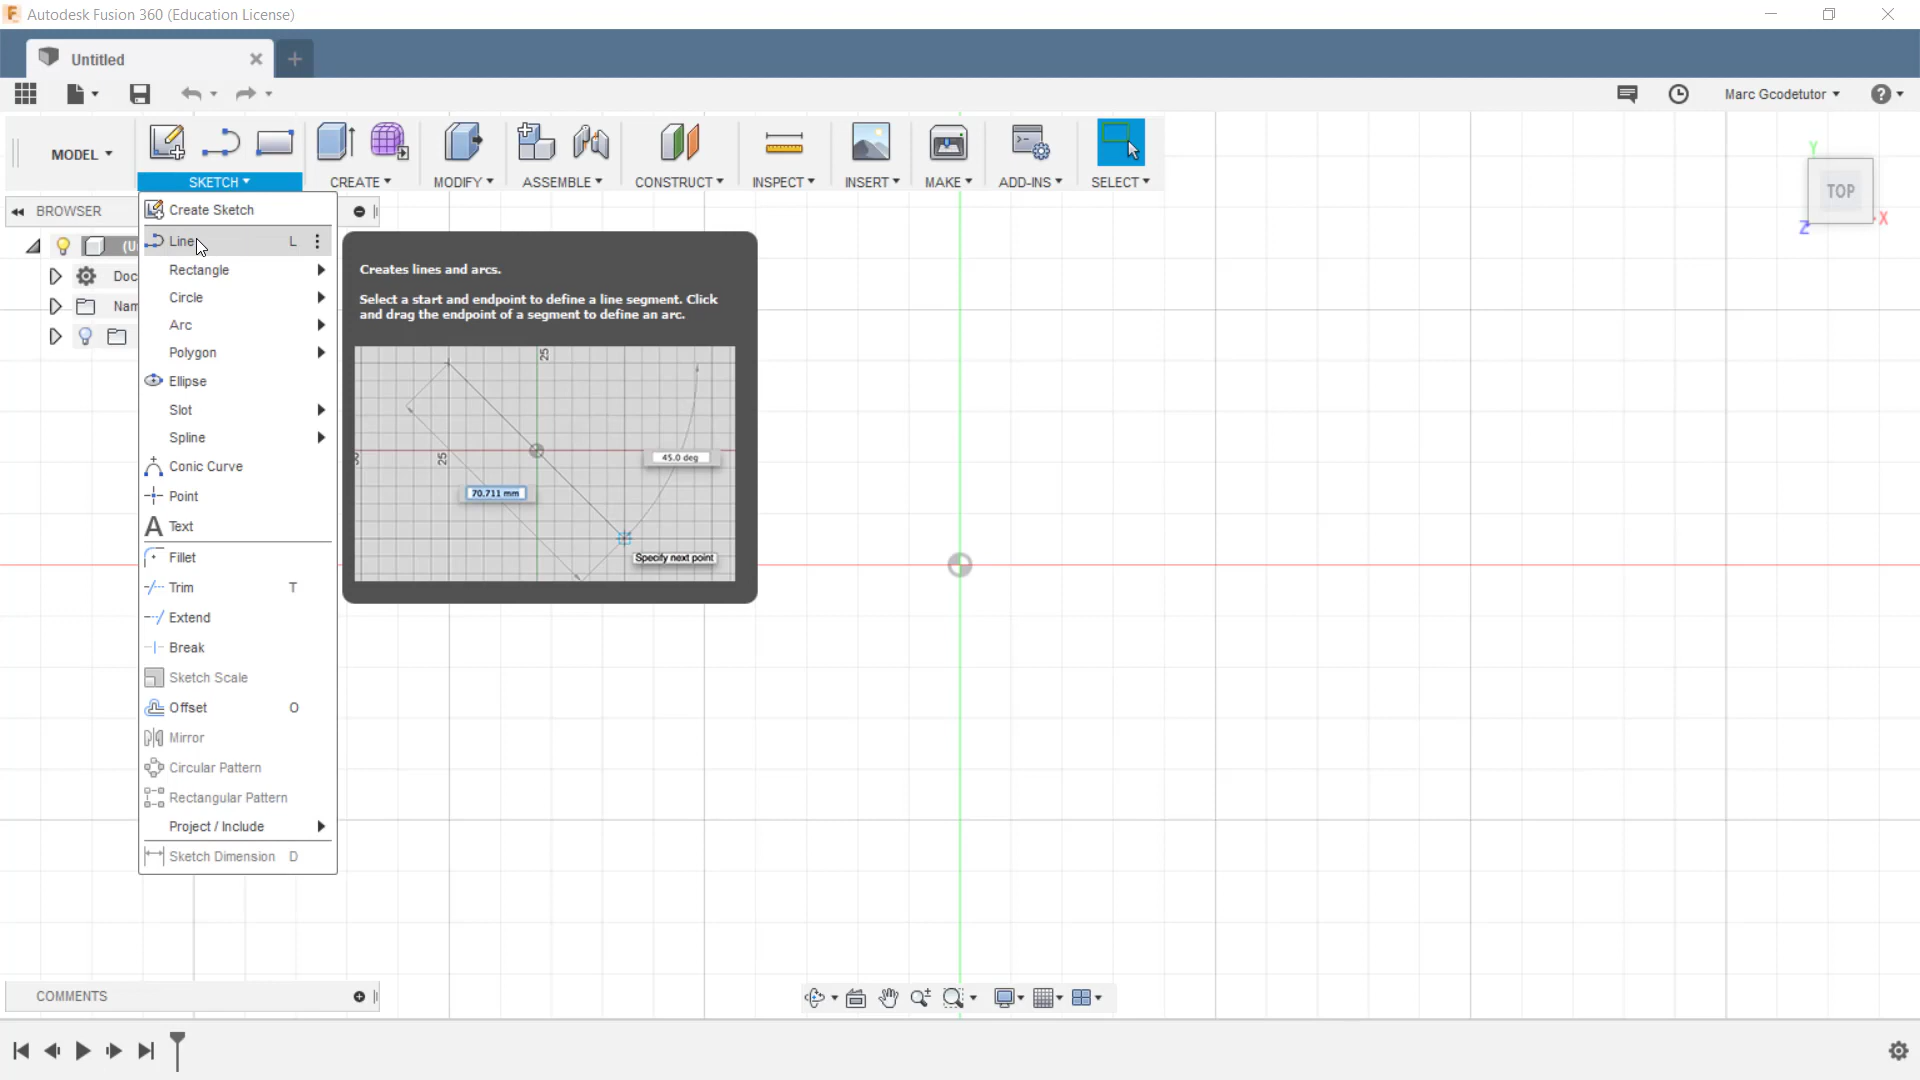 Autodesk Fusion 360 (Education License)
Untitled
Marc Gcodetutor
MODEL
SKETCH
CREATE
MODIFY
ASSEMBLE
CONSTRUCT
INSPECT
INSERT
MAKE
ADD-INS
SELECT
BROWSER
(U
Doc
Nam
Create Sketch
Line L
Rectangle
Circle
Arc
Polygon
Ellipse
Slot
Spline
Conic Curve
Point
A Text
Fillet
Trim T
Extend
Break
Sketch Scale
Offset O
Mirror
Circular Pattern
Rectangular Pattern
Project / Include
Sketch Dimension D
Creates lines and arcs.
Select a start and endpoint to define a line segment. Click
and drag the endpoint of a segment to define an arc.
25
25
45.0 deg
70.711 mm
Specify next point
Y
TOP
X
Z
COMMENTS